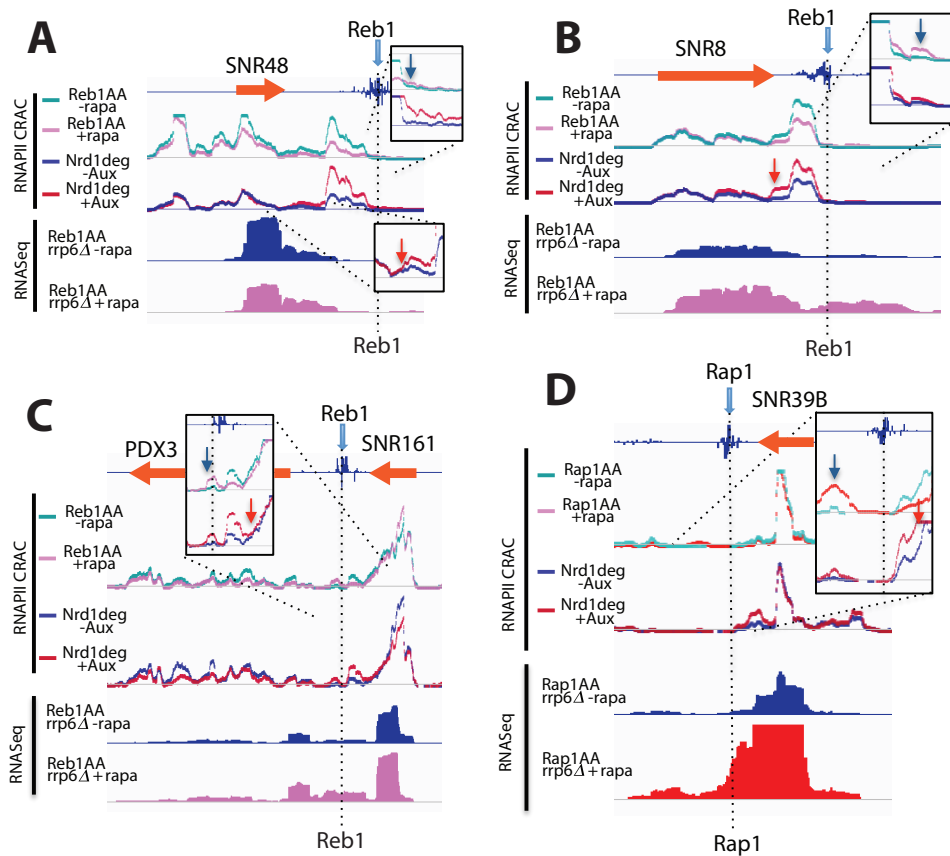 A
Reb1
SNR48
RNAPII CRAC
Reb1AA
-rapa
Reb1AA
+rapa
Nrd1deg
-Aux
Nrd1deg
+Aux
RNASeq
Reb1AA
rrp6Δ -rapa
Reb1AA
rrp6Δ +rapa
Reb1
B
Reb1
SNR8
RNAPII CRAC
Reb1AA
-rapa
Reb1AA
+rapa
Nrd1deg
-Aux
Nrd1deg
+Aux
RNASeq
Reb1AA
rrp6Δ -rapa
Reb1AA
rrp6Δ +rapa
Reb1
C
Reb1
PDX3
SNR161
RNAPII CRAC
Reb1AA
-rapa
Reb1AA
+rapa
Nrd1deg
-Aux
Nrd1deg
+Aux
RNASeq
Reb1AA
rrp6Δ -rapa
Reb1AA
rrp6Δ +rapa
Reb1
D
Rap1
SNR39B
RNAPII CRAC
Rap1AA
-rapa
Rap1AA
+rapa
Nrd1deg
-Aux
Nrd1deg
+Aux
RNASeq
Rap1AA
rrp6Δ -rapa
Rap1AA
rrp6Δ +rapa
Rap1